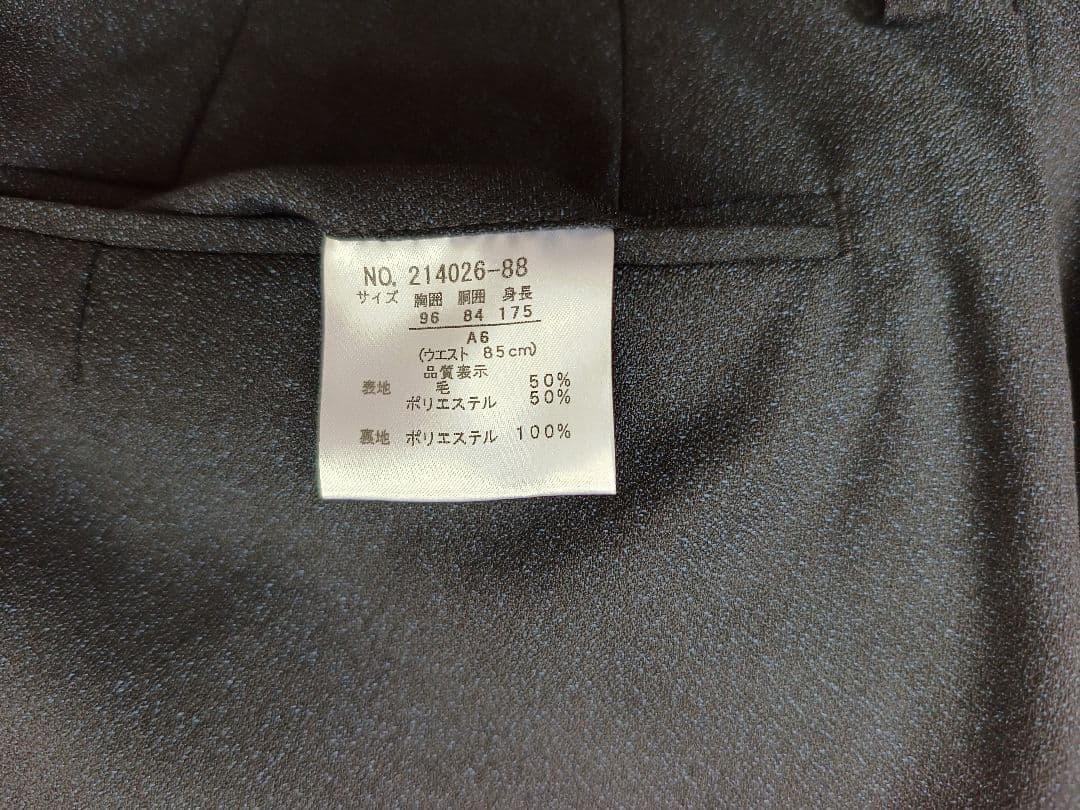 NO. 214026-88
サイズ 胸囲 胴囲 身長
96 84 175
A6
(ウエスト 85cm)
品質表示
表地 毛 50%
ポリエステル 50%
裏地 ポリエステル 100%